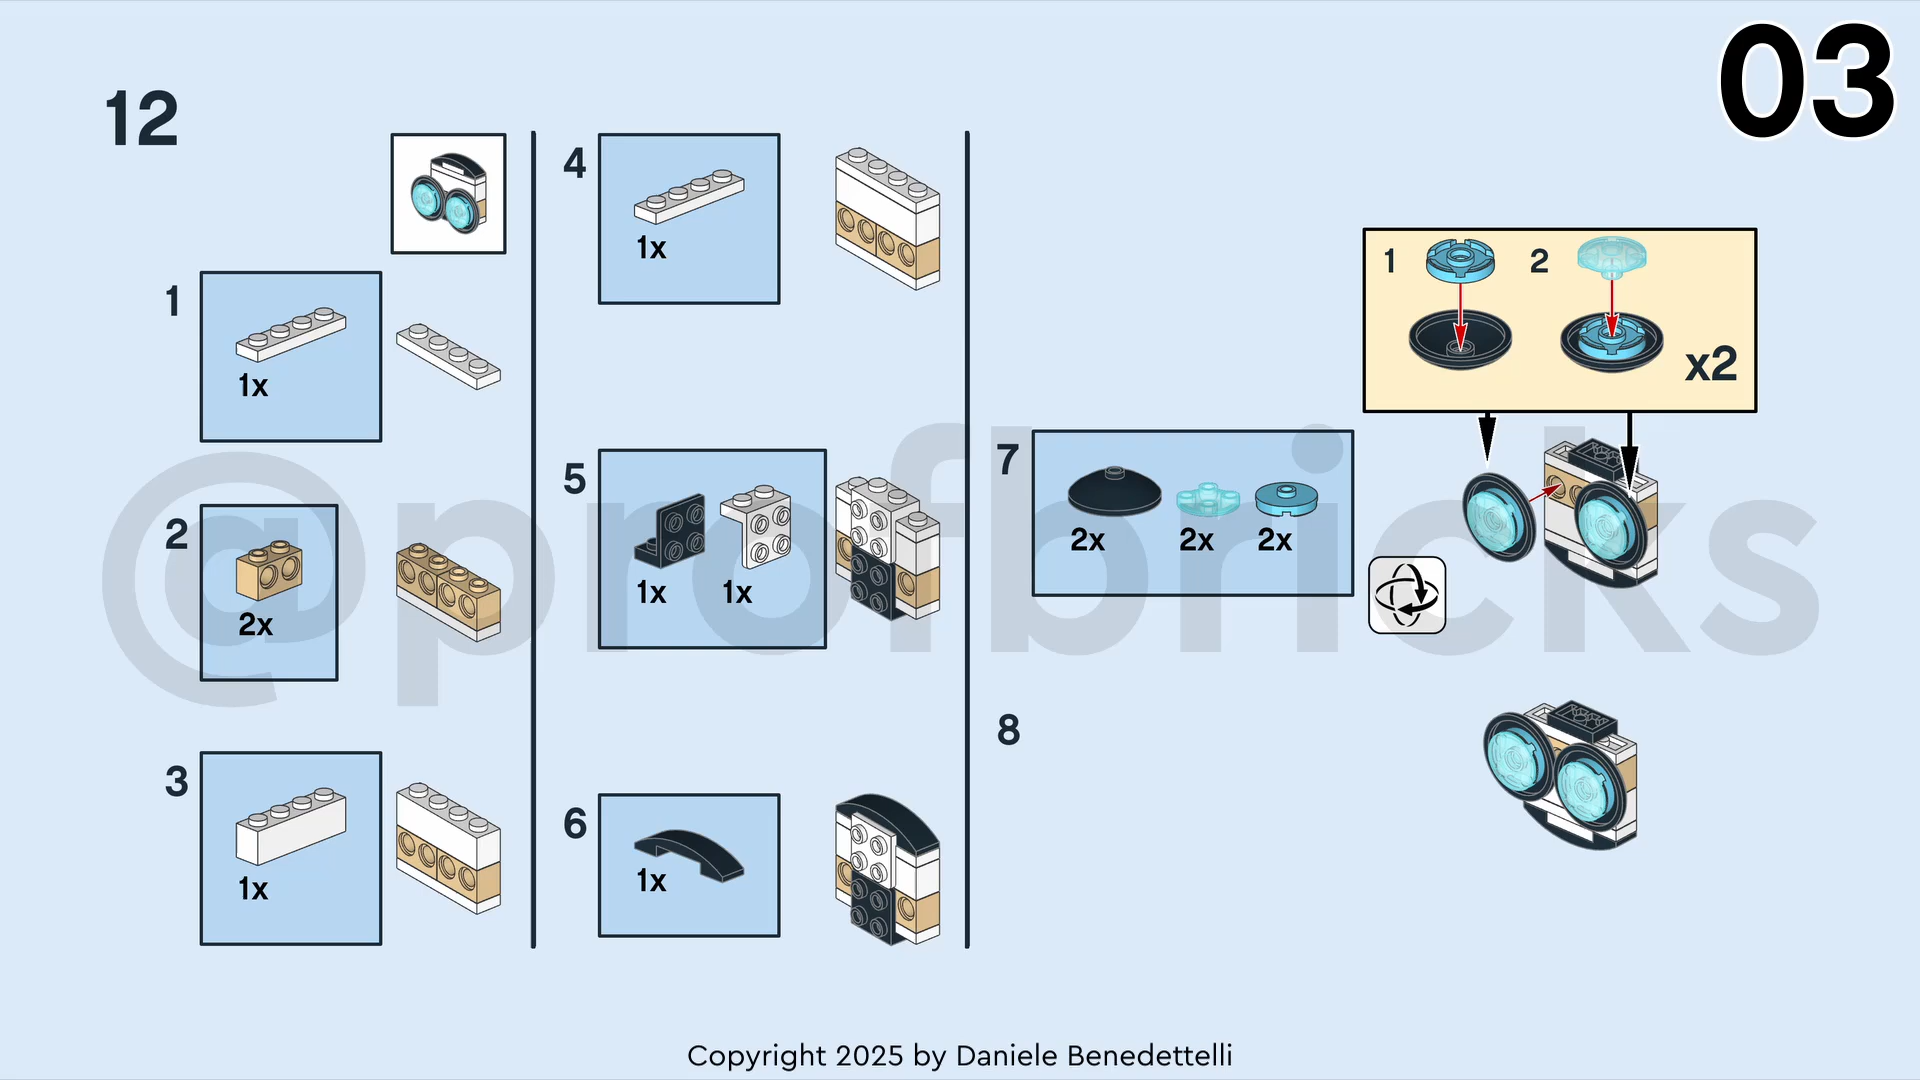 03
12
1
1x
2
2x
3
1x
4
1x
5
1x 1x
6
1x
1 2
x2
7
2x 2x 2x
8
@profbricks
Copyright 2025 by Daniele Benedettelli